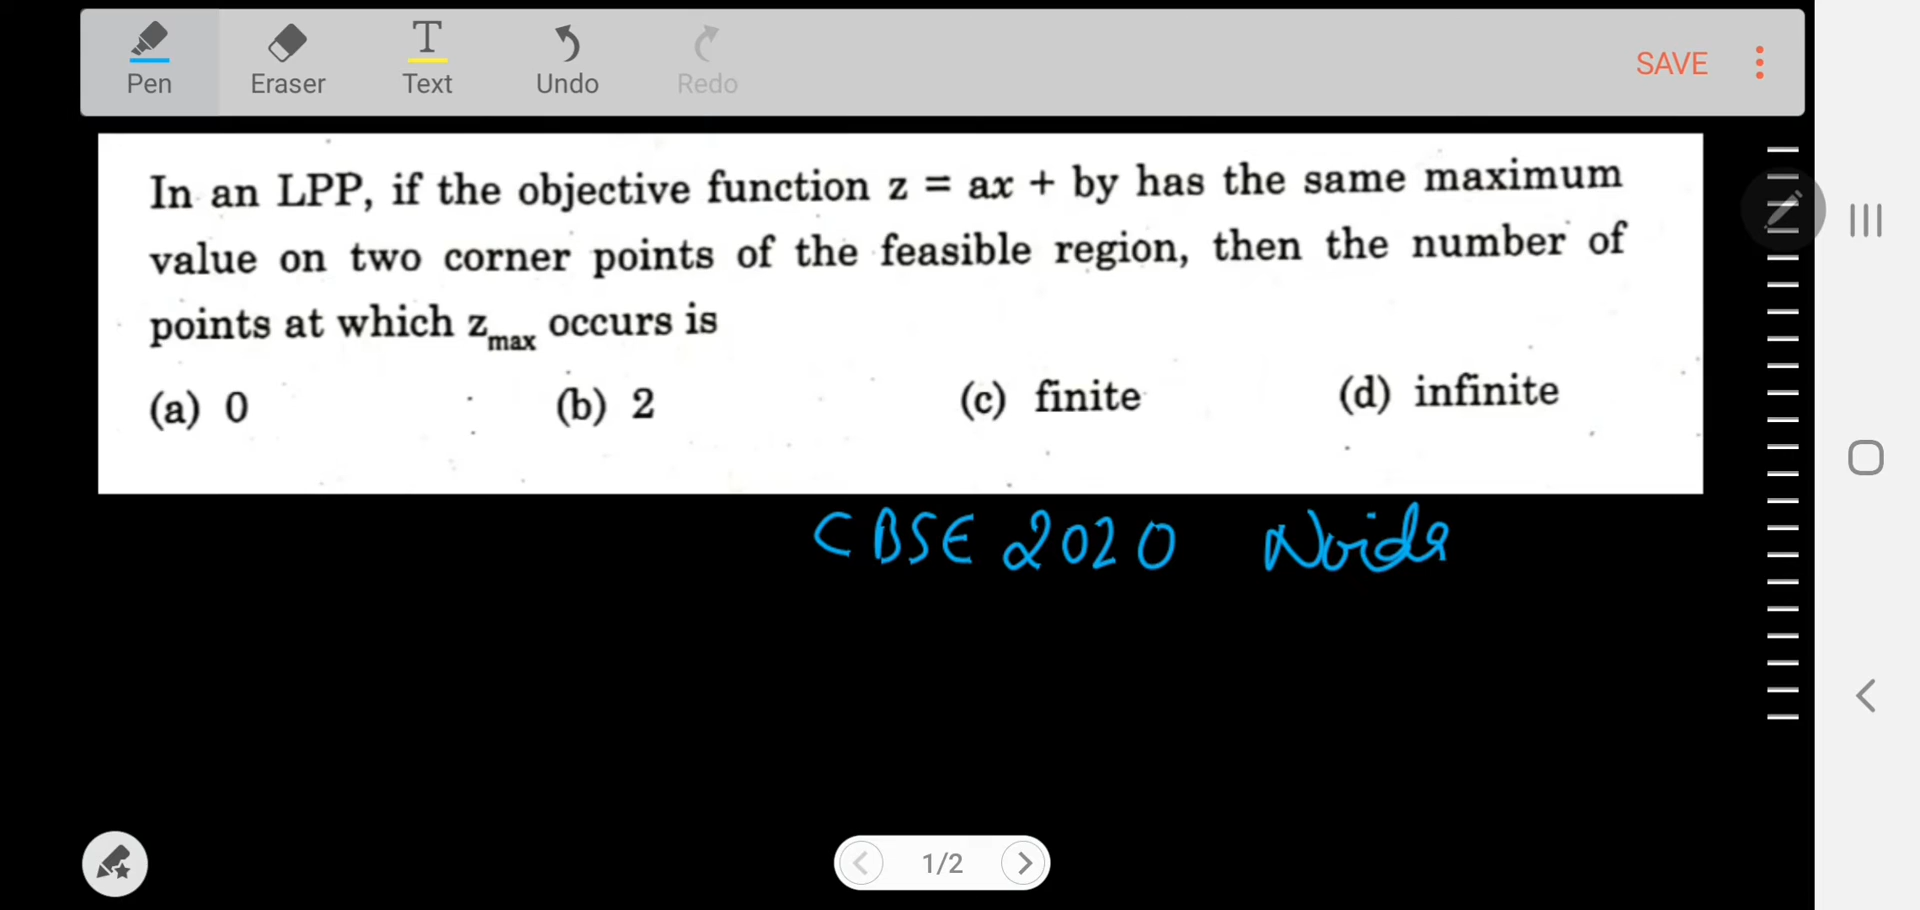 Pen Eraser Text Undo Redo SAVE
In an LPP, if the objective function z = ax + by has the same maximum
value on two corner points of the feasible region, then the number of
points at which z_max occurs is
(a) 0 (b) 2 (c) finite (d) infinite
CBSE 2020 Noida
1/2